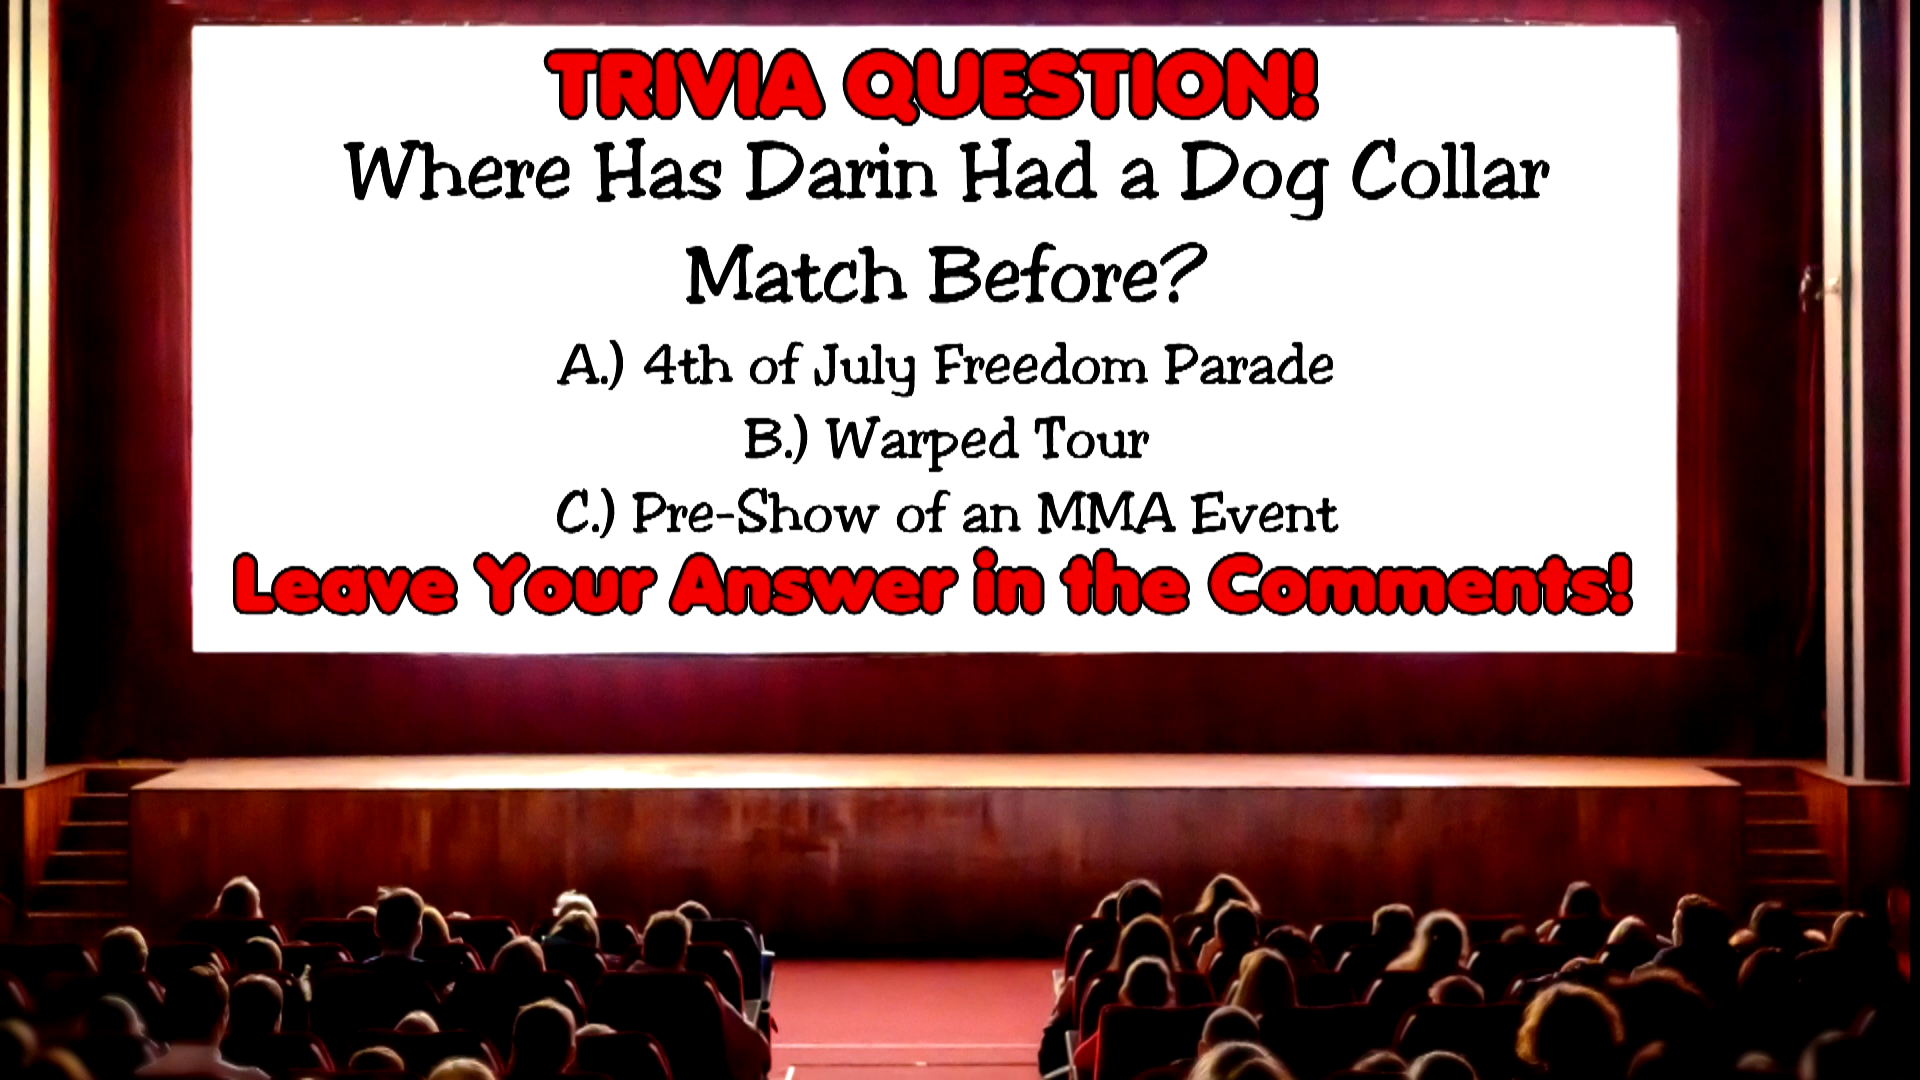 TRIVIA QUESTION!
Where Has Darin Had a Dog Collar
Match Before?
A.) 4th of July Freedom Parade
B.) Warped Tour
C.) Pre-Show of an MMA Event
Leave Your Answer in the Comments!